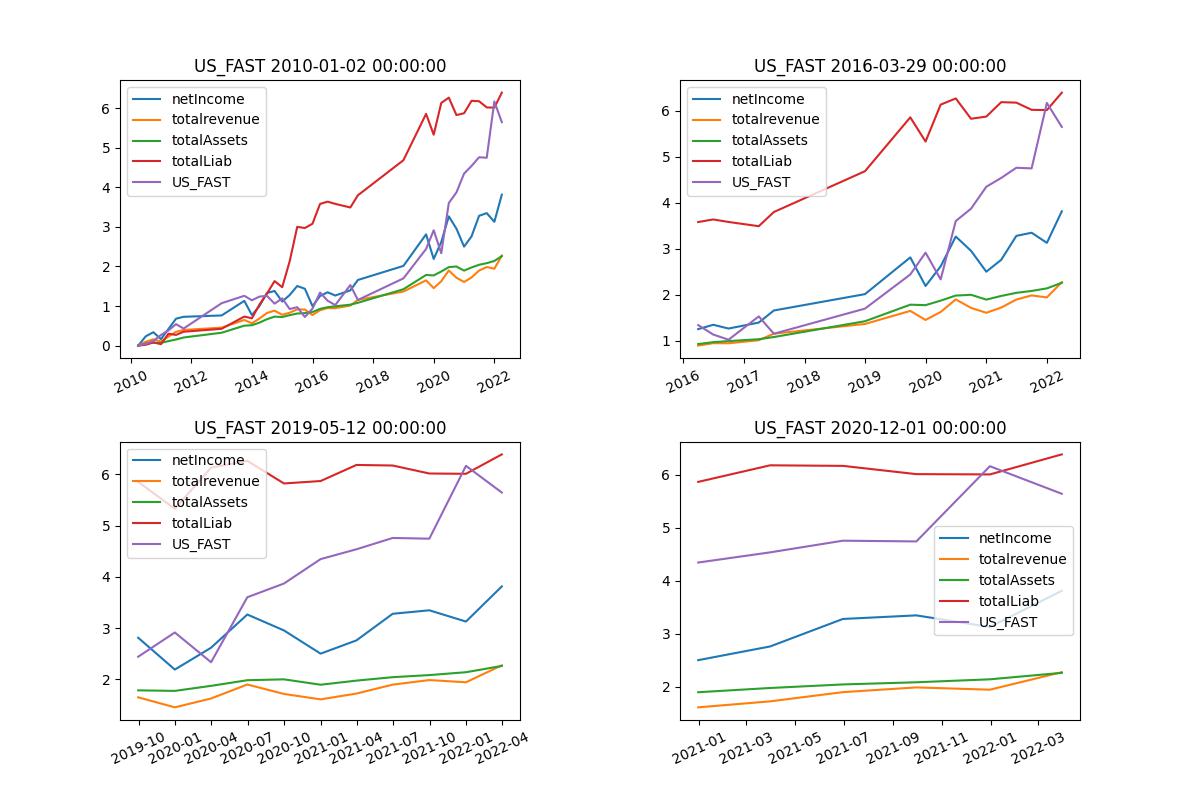 US_FAST 2010-01-02 00:00:00
netIncome
totalrevenue
totalAssets
totalLiab
US_FAST
6
5
4
3
2
1
0
2010 2012 2014 2016 2018 2020 2022
US_FAST 2016-03-29 00:00:00
netIncome
totalrevenue
totalAssets
totalLiab
US_FAST
6
5
4
3
2
1
2016 2017 2018 2019 2020 2021 2022
US_FAST 2019-05-12 00:00:00
netIncome
totalrevenue
totalAssets
totalLiab
US_FAST
6
5
4
3
2
2019-10 2020-01 2020-04 2020-07 2020-10 2021-01 2021-04 2021-07 2021-10 2022-01 2022-04
US_FAST 2020-12-01 00:00:00
6
5
4
3
2
netIncome
totalrevenue
totalAssets
totalLiab
US_FAST
2021-01 2021-03 2021-05 2021-07 2021-09 2021-11 2022-01 2022-03